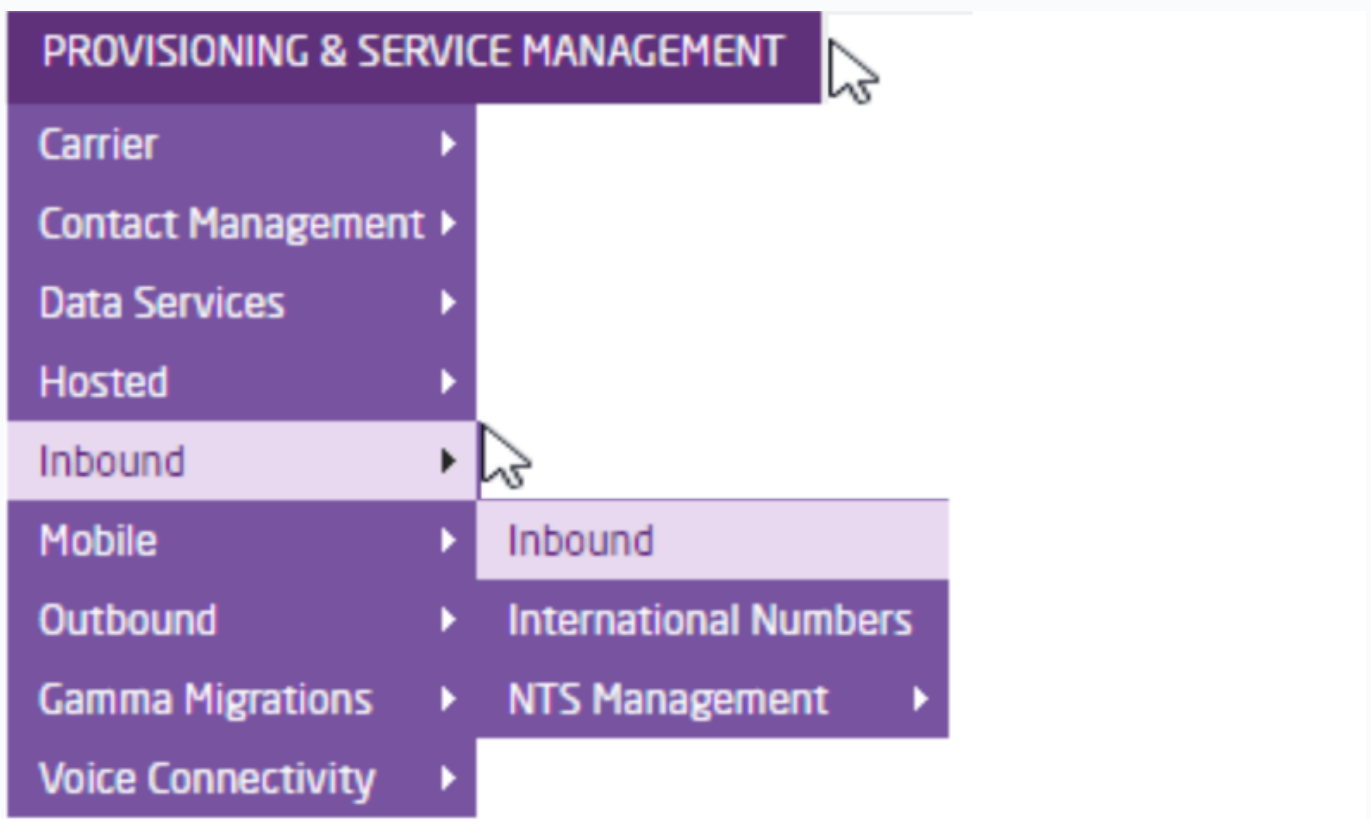 PROVISIONING & SERVICE MANAGEMENT
Carrier
Contact Management
Data Services
Hosted
Inbound
Mobile
Outbound
Gamma Migrations
Voice Connectivity
Inbound
International Numbers
NTS Management